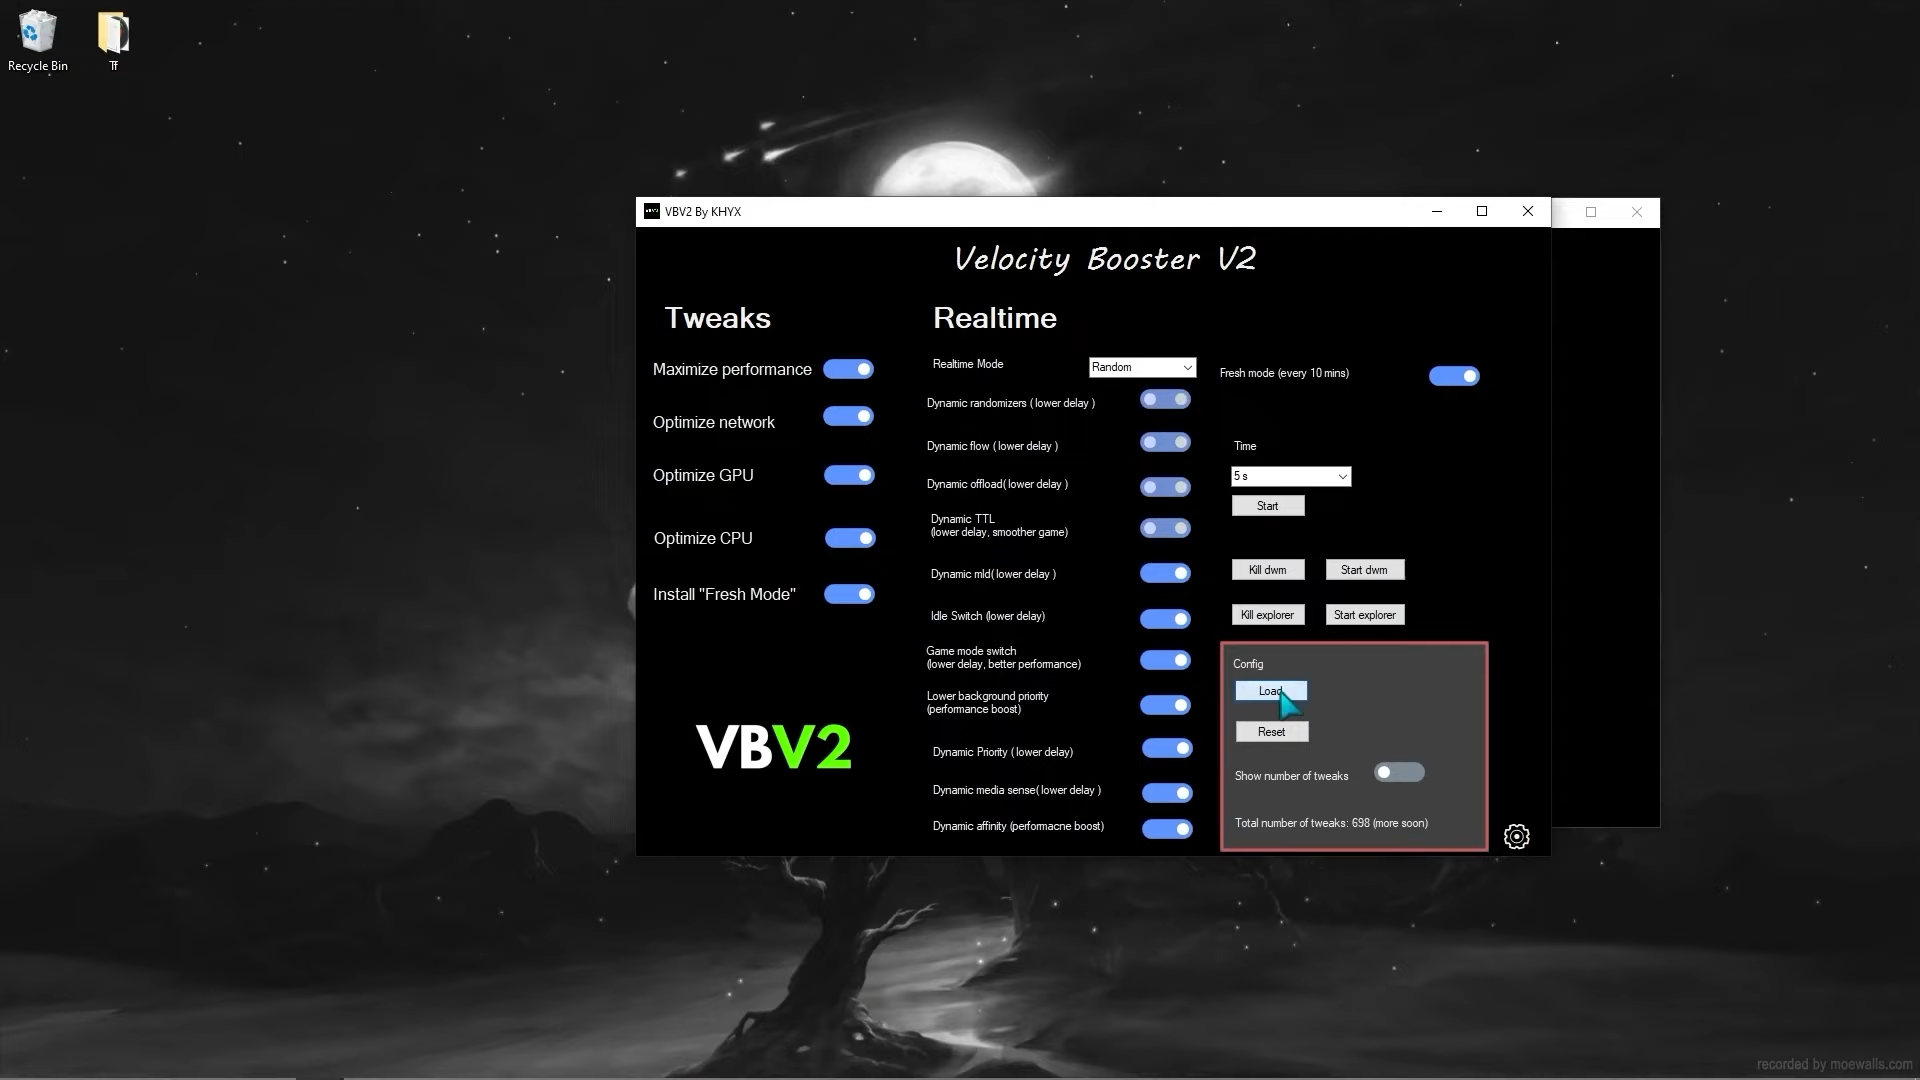 Recycle Bin
Tf
VBV2 By KHYX
Velocity Booster V2
Tweaks
Maximize performance
Optimize network
Optimize GPU
Optimize CPU
Install "Fresh Mode"
VBV2
Realtime
Realtime Mode
Random
Dynamic randomizers ( lower delay )
Dynamic flow ( lower delay )
Dynamic offload( lower delay )
Dynamic TTL
(lower delay, smoother game)
Dynamic mld( lower delay )
Idle Switch (lower delay)
Game mode switch
(lower delay, better performance)
Lower background priority
(performance boost)
Dynamic Priority ( lower delay)
Dynamic media sense( lower delay )
Dynamic affinity (performacne boost)
Fresh mode (every 10 mins)
Time
5 s
Start
Kill dwm
Start dwm
Kill explorer
Start explorer
Config
Load
Reset
Show number of tweaks
Total number of tweaks: 698 (more soon)
recorded by moewalls.com